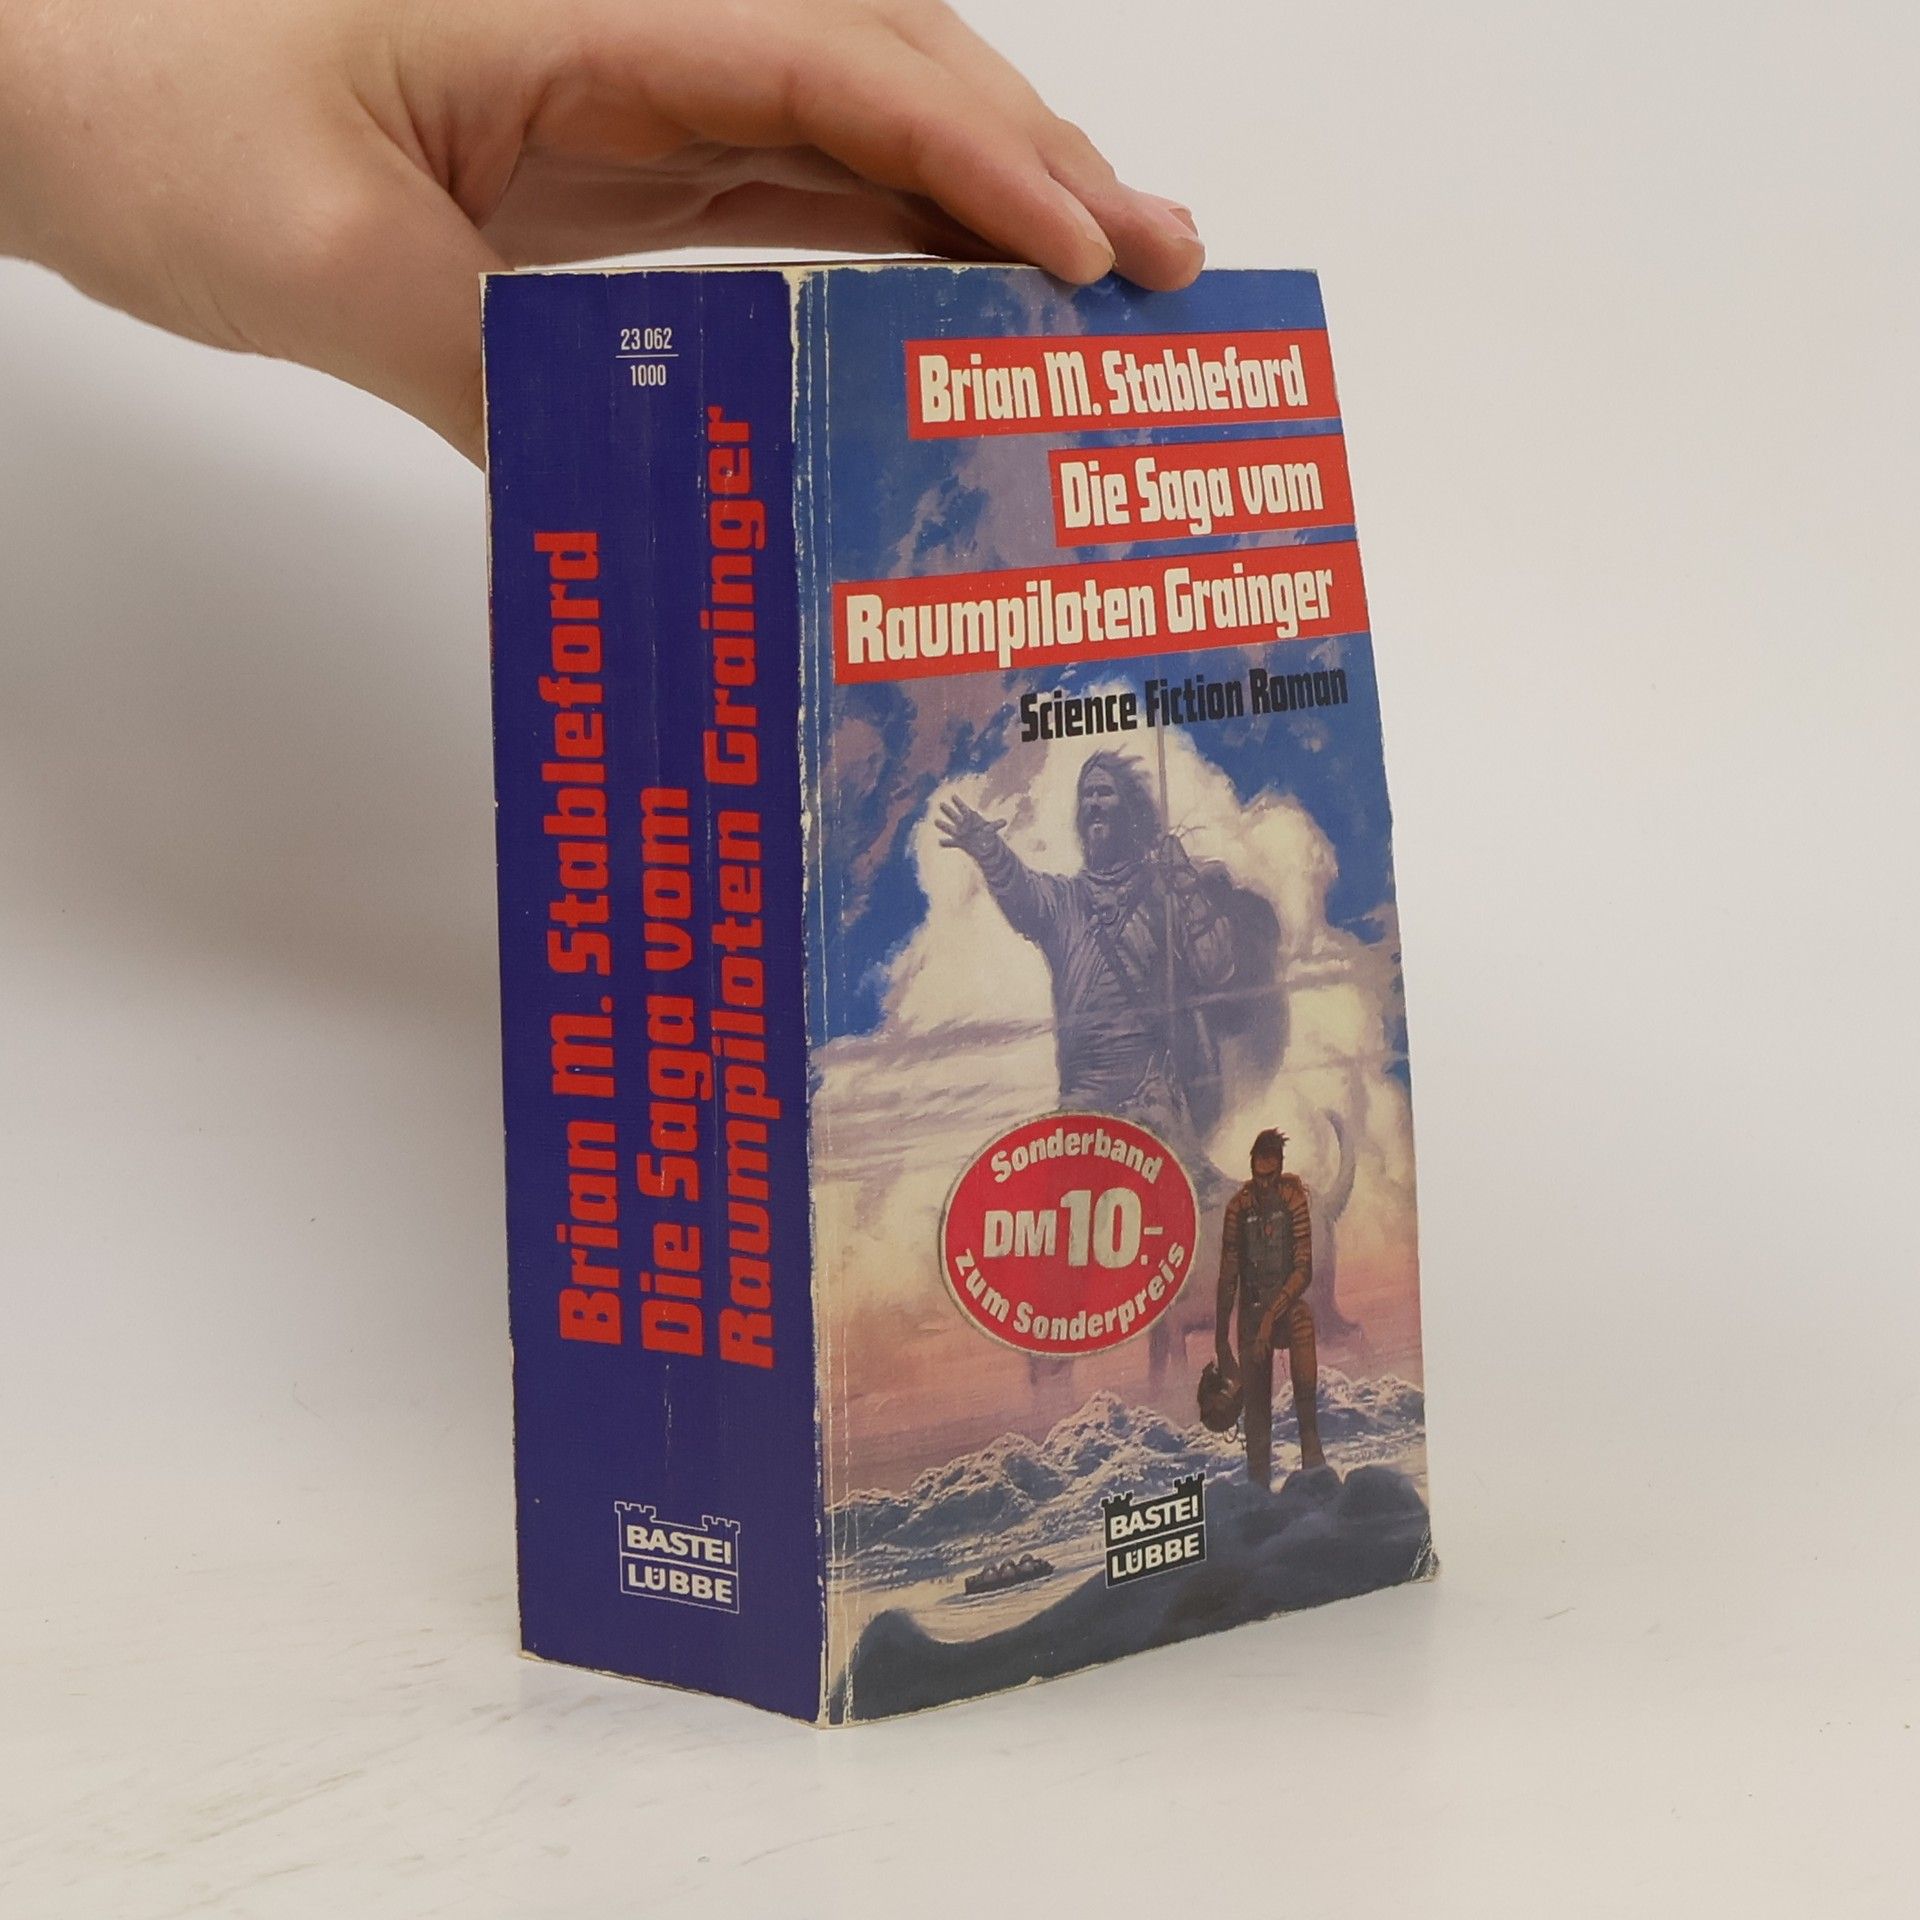 23 062
1000
Brian M. Stableford
Die Saga vom
Raumpiloten Grainger
BASTEI
LÜBBE
Brian M. Stableford
Die Saga vom
Raumpiloten Grainger
Science Fiction Roman
Sonderband
DM 10.-
zum Sonderpreis
BASTEI
LÜBBE